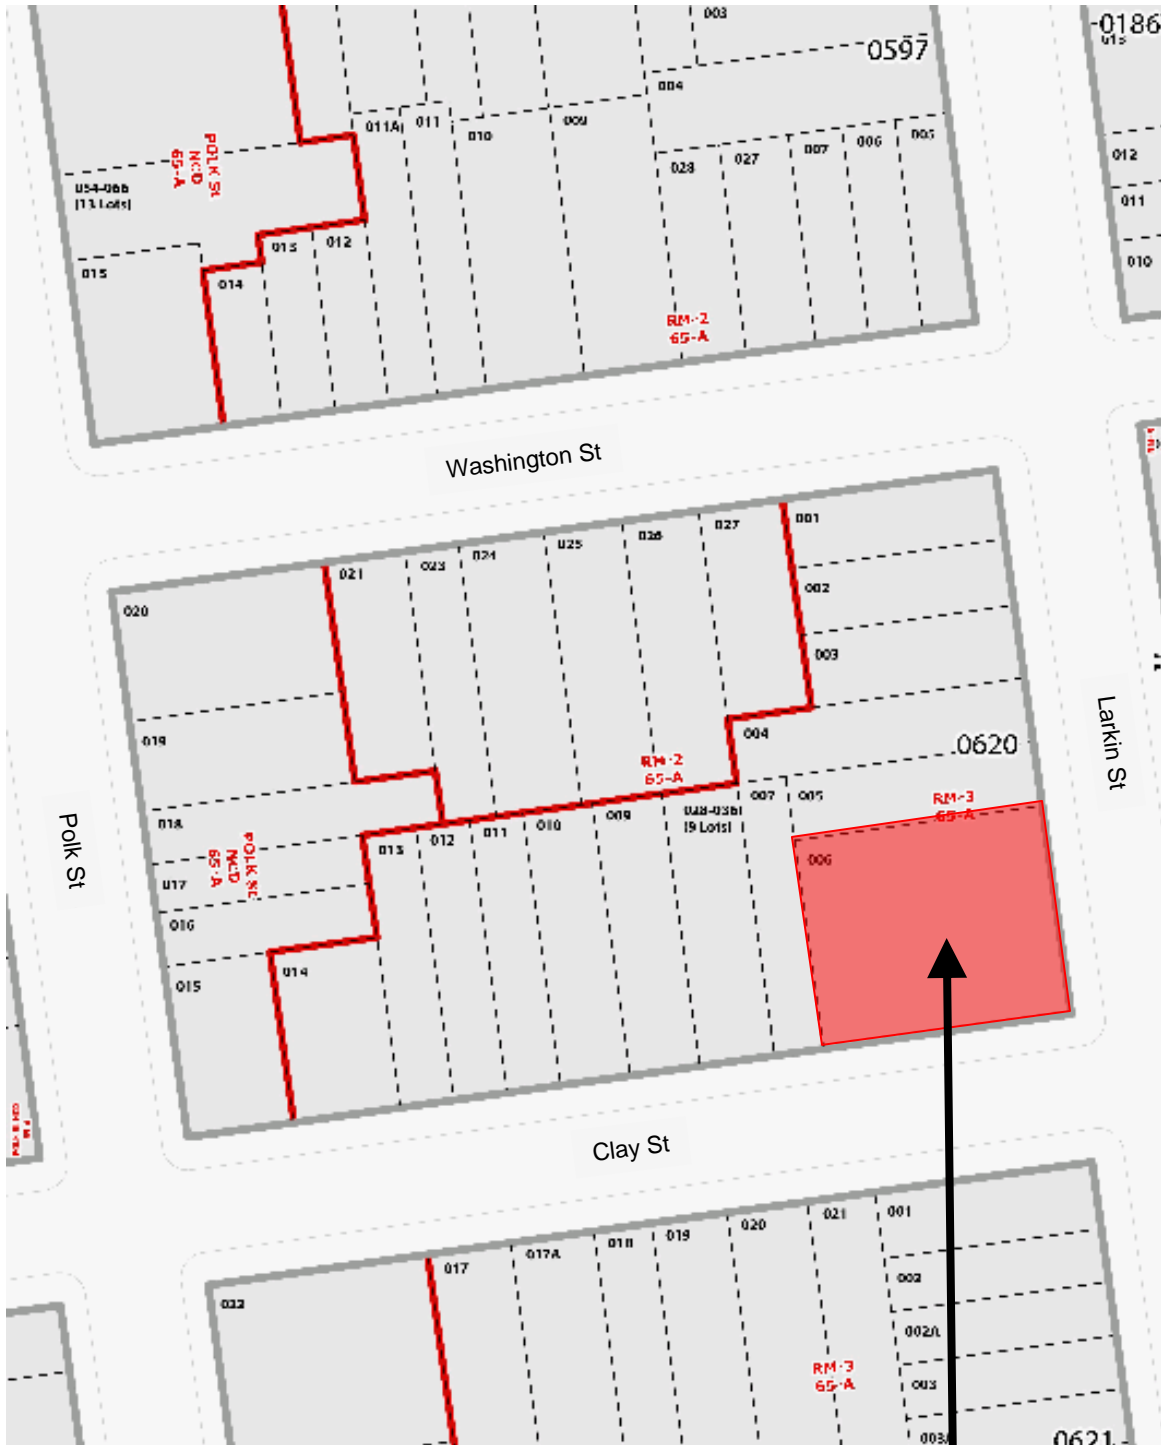 003
0597
-0186
013
004
011A
011
010
009
028
027
007
006
005
012
011
010
POLK St
NCD
65-A
054-066
(13 Lots)
015
013
012
014
RM-2
65-A
Washington St
020
021
023
024
025
026
027
001
002
003
004
0620
019
018
017
016
015
POLK St
NCD
65-A
RM-2
65-A
RM-3
65-A
013
012
011
010
009
028-036
(9 Lots)
007
005
006
014
Polk St
Larkin St
Clay St
022
017
017A
018
019
020
021
001
002
002A
003
RM-3
65-A
0621